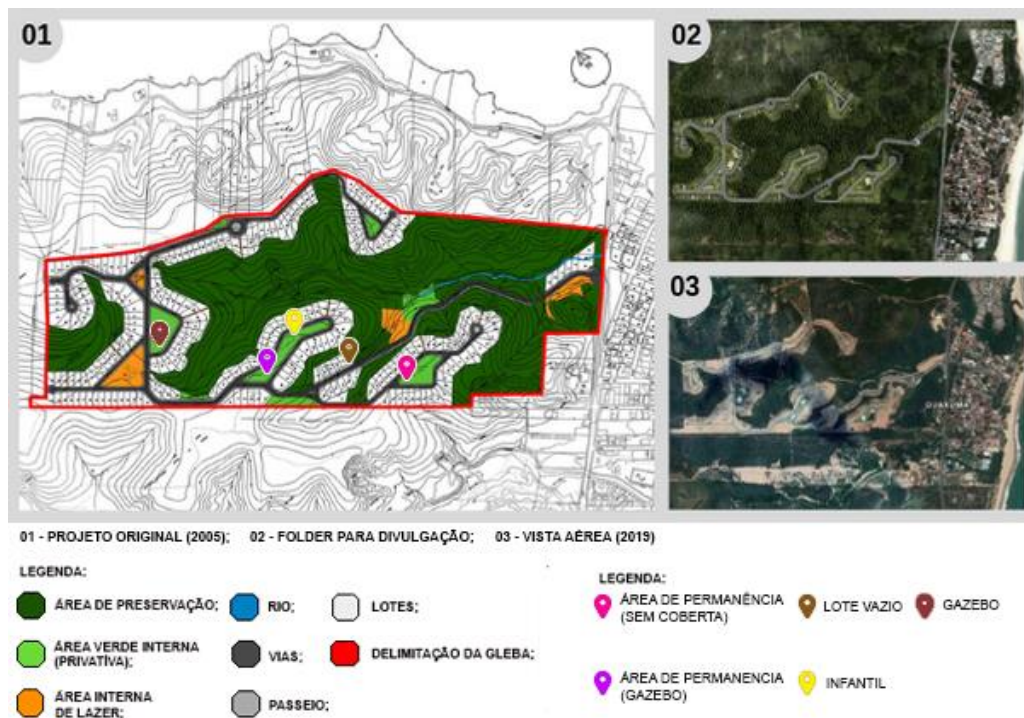 01
02
03
GUAXUMA
01 - PROJETO ORIGINAL (2005); 02 - FOLDER PARA DIVULGAÇÃO; 03 - VISTA AÉREA (2019)
LEGENDA:
ÁREA DE PRESERVAÇÃO;
RIO;
LOTES;
ÁREA VERDE INTERNA
(PRIVATÍVA);
VIAS;
DELIMITAÇÃO DA GLEBA;
ÁREA INTERNA
DE LAZER;
PASSEIO;
LEGENDA:
ÁREA DE PERMANÊNCIA
(SEM COBERTA)
LOTE VAZIO
GAZEBO
ÁREA DE PERMANENCIA
(GAZEBO)
INFANTIL